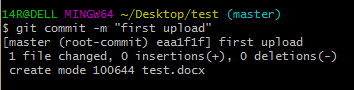 14R@DELL MINGW64 ~/Desktop/test (master)
$ git commit -m "first upload"
[master (root-commit) eaa1f1f] first upload
 1 file changed, 0 insertions(+), 0 deletions(-)
 create mode 100644 test.docx